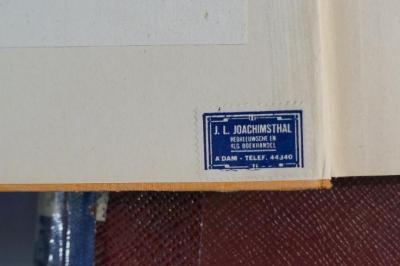 J. L. JOACHIMSTHAL
HEBREEUWSCHE EN
ALG. BOEKHANDEL
A'DAM - TELEF. 44340